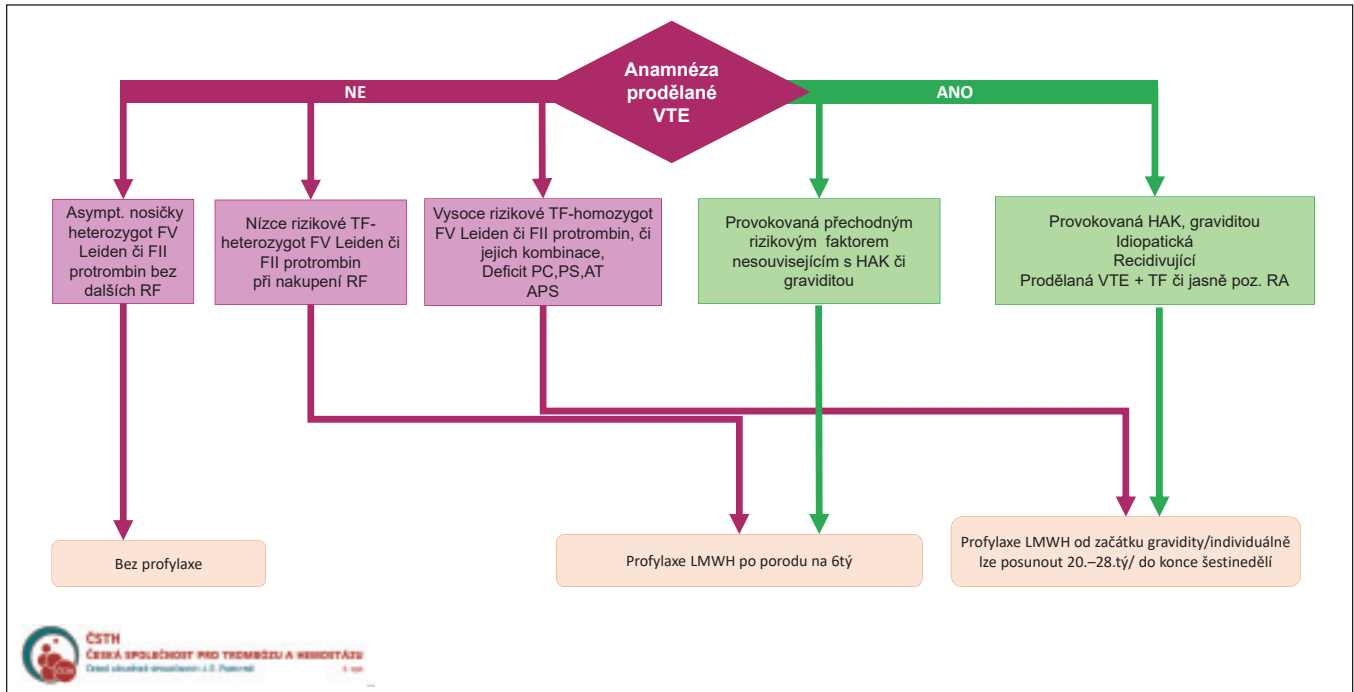 Anamnéza
prodělané
VTE
NE
ANO
Asympt. nosičky
heterozygot FV
Leiden či FII
protrombin bez
dalších RF
Nízce rizikové TF-
heterozygot FV Leiden či
FII protrombin
při nakupení RF
Vysoce rizikové TF-homozygot
FV Leiden či FII protrombin, či
jejich kombinace,
Deficit PC,PS,AT
APS
Provokovaná přechodným
rizikovým faktorem
nesouvisejícím s HAK či
graviditou
Provokovaná HAK, graviditou
Idiopatická
Recidivující
Prodělaná VTE + TF či jasně poz. RA
Bez profylaxe
Profylaxe LMWH po porodu na 6tý
Profylaxe LMWH od začátku gravidity/individuálně
lze posunout 20.–28.tý/ do konce šestinedělí
ČSTH
ČESKÁ SPOLEČNOST PRO TROMBÓZU A HEMOSTÁZU